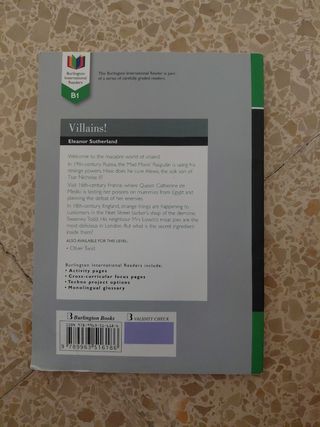 Burlington
International
Readers
B1
The Burlington International Reader is part
of a series of carefully graded readers.
Villains!
Eleanor Sutherland
Welcome to the macabre world of villains!
In 19th-century Russia, the 'Mad Monk' Rasputin is using his
strange powers. How does he cure Alexis, the sick son of
Tsar Nicholas II?
Visit 16th-century France, where Queen Catherine de
Medici is testing poisons on mummies from Egypt and
planning the defeat of her enemies.
In 18th-century England, strange things are happening to
customers in the Fleet Street barber's shop of the demonic
Sweeney Todd. His neighbour Mrs Lovett's meat pies are the
most delicious in London. But what is the secret ingredient
inside them?
ALSO AVAILABLE FOR THIS LEVEL:
• Oliver Twist
Burlington International Readers include:
• Activity pages
• Cross-curricular focus pages
• Techno project options
• Monolingual glossary
Burlington Books
VALIDITY CHECK
9 789963 516186